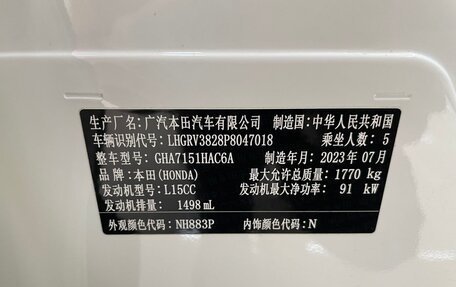 生产厂名：广汽本田汽车有限公司 制造国：中华人民共和国
车辆识别代号：LHGRV3828P8047018 乘坐人数：5
整车型号：GHA7151HAC6A 制造年月：2023年07月
品牌：本田(HONDA) 最大允许总质量：1770 kg
发动机型号：L15CC 发动机最大净功率：91 kW
发动机排量：1498 mL
外观颜色代码：NH883P 内饰颜色代码：N